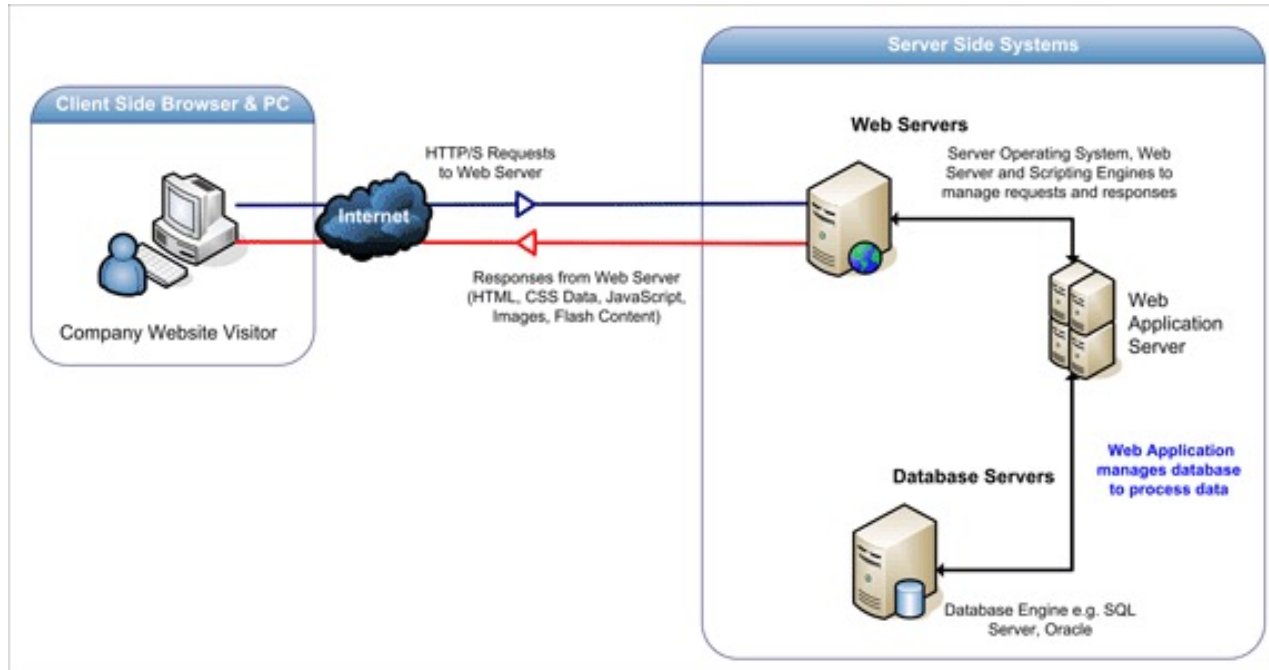 Server Side Systems
Client Side Browser & PC
Web Servers
HTTP/S Requests
to Web Server
Server Operating System, Web
Server and Scripting Engines to
manage requests and responses
Internet
Responses from Web Server
(HTML, CSS Data, JavaScript,
Images, Flash Content)
Company Website Visitor
Web
Application
Server
Web Application
manages database
to process data
Database Servers
Database Engine e.g. SQL
Server, Oracle